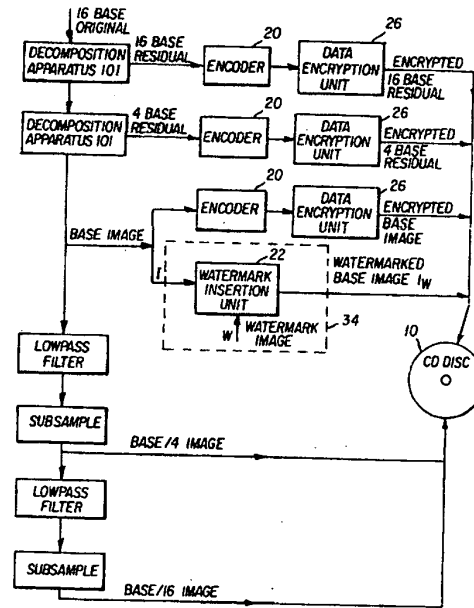 16 BASE
ORIGINAL
DECOMPOSITION
APPARATUS 101
16 BASE
RESIDUAL
20
ENCODER
26
DATA
ENCRYPTION
UNIT
ENCRYPTED
16 BASE
RESIDUAL
DECOMPOSITION
APPARATUS 101
4 BASE
RESIDUAL
20
ENCODER
26
DATA
ENCRYPTION
UNIT
ENCRYPTED
4 BASE
RESIDUAL
20
ENCODER
26
DATA
ENCRYPTION
UNIT
ENCRYPTED
BASE
IMAGE
BASE IMAGE
I
22
WATERMARK
INSERTION
UNIT
WATERMARKED
BASE IMAGE IW
W
WATERMARK
IMAGE
34
10
CD DISC
LOWPASS
FILTER
SUBSAMPLE
BASE/4 IMAGE
LOWPASS
FILTER
SUBSAMPLE
BASE/16 IMAGE